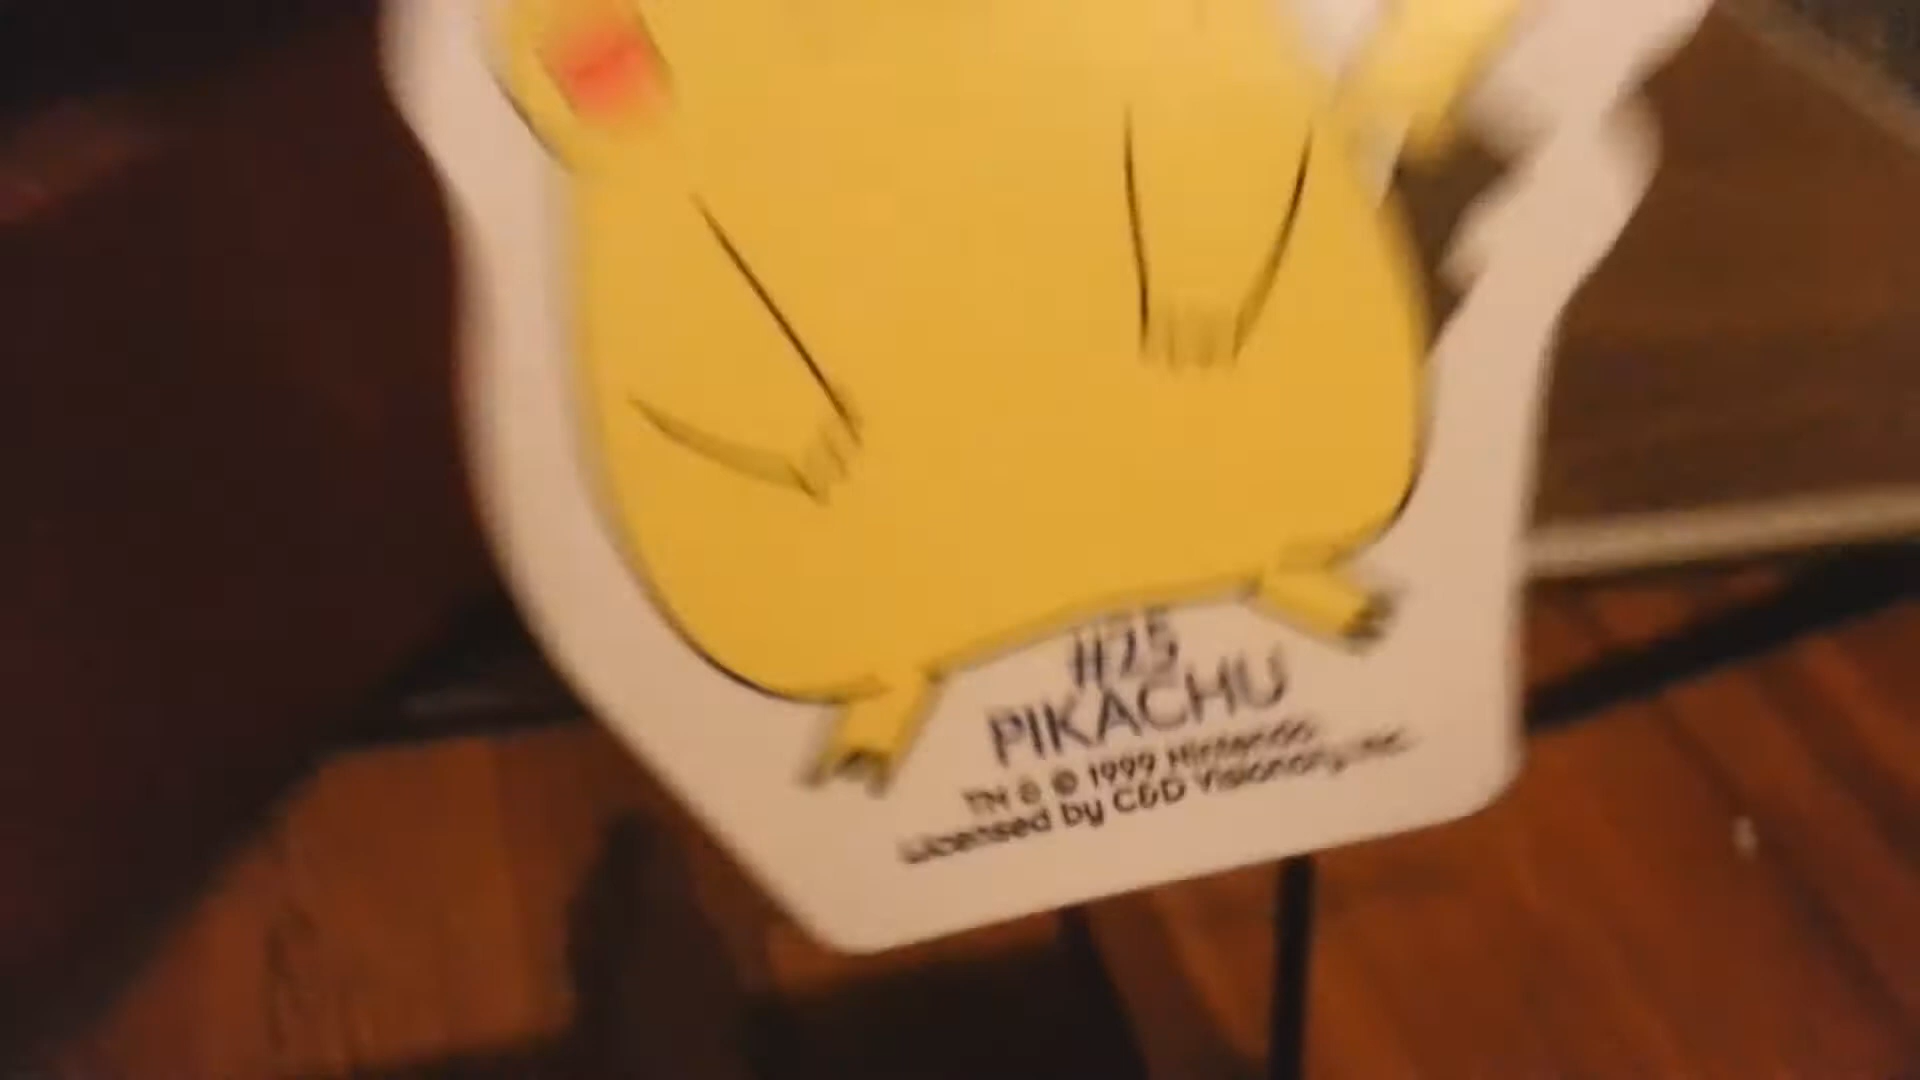 #25
PIKACHU
TM & © 1999 Nintendo
Licensed by C&D Visionary, Inc.